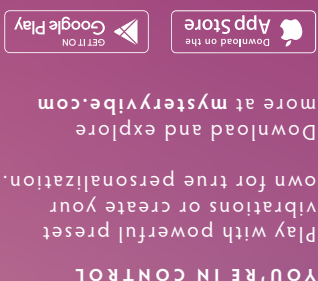 YOU'RE IN CONTROL
Play with powerful preset
vibrations or create your
own for true personalization.
Download and explore
more at mysteryvibe.com
Download on the
App Store
GET IT ON
Google Play